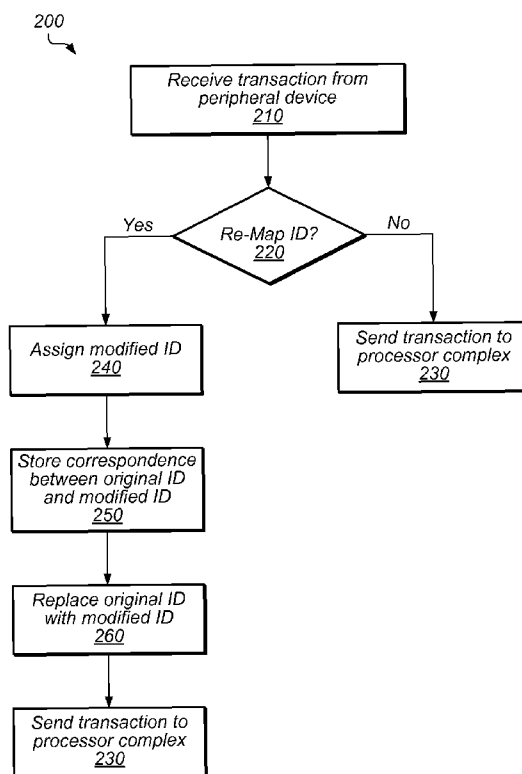 200
Receive transaction from
peripheral device
210
Yes
Re-Map ID?
220
No
Assign modified ID
240
Send transaction to
processor complex
230
Store correspondence
between original ID
and modified ID
250
Replace original ID
with modified ID
260
Send transaction to
processor complex
230